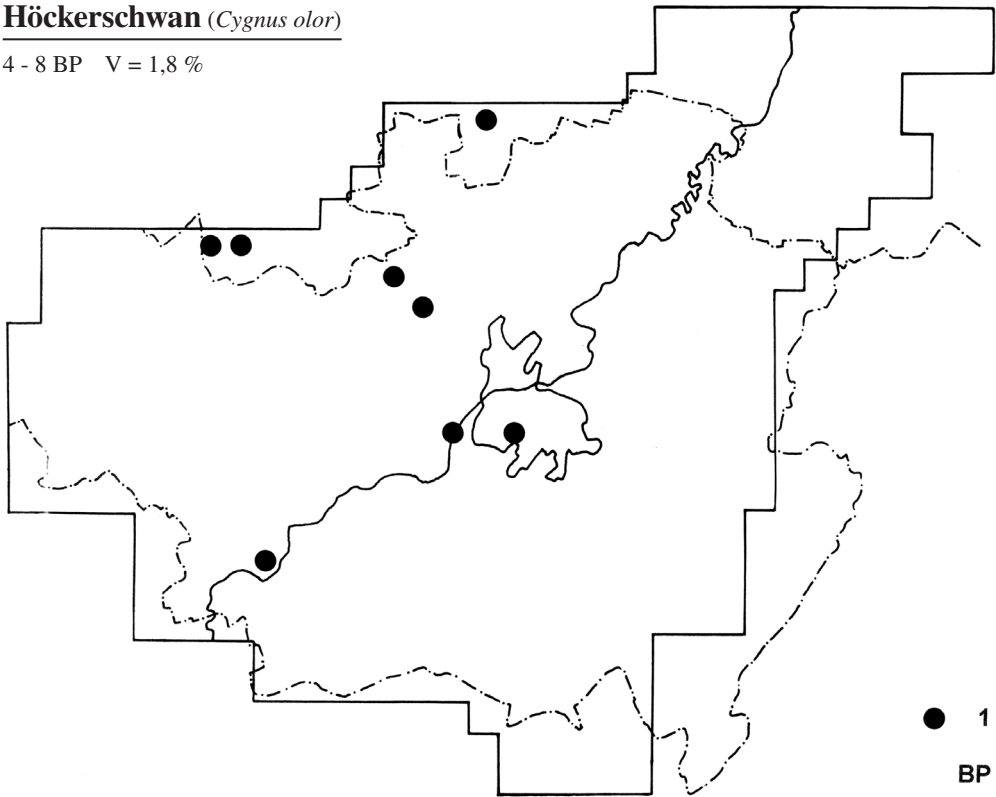 Höckerschwan (Cygnus olor)
4 - 8 BP V = 1,8 %
1
BP